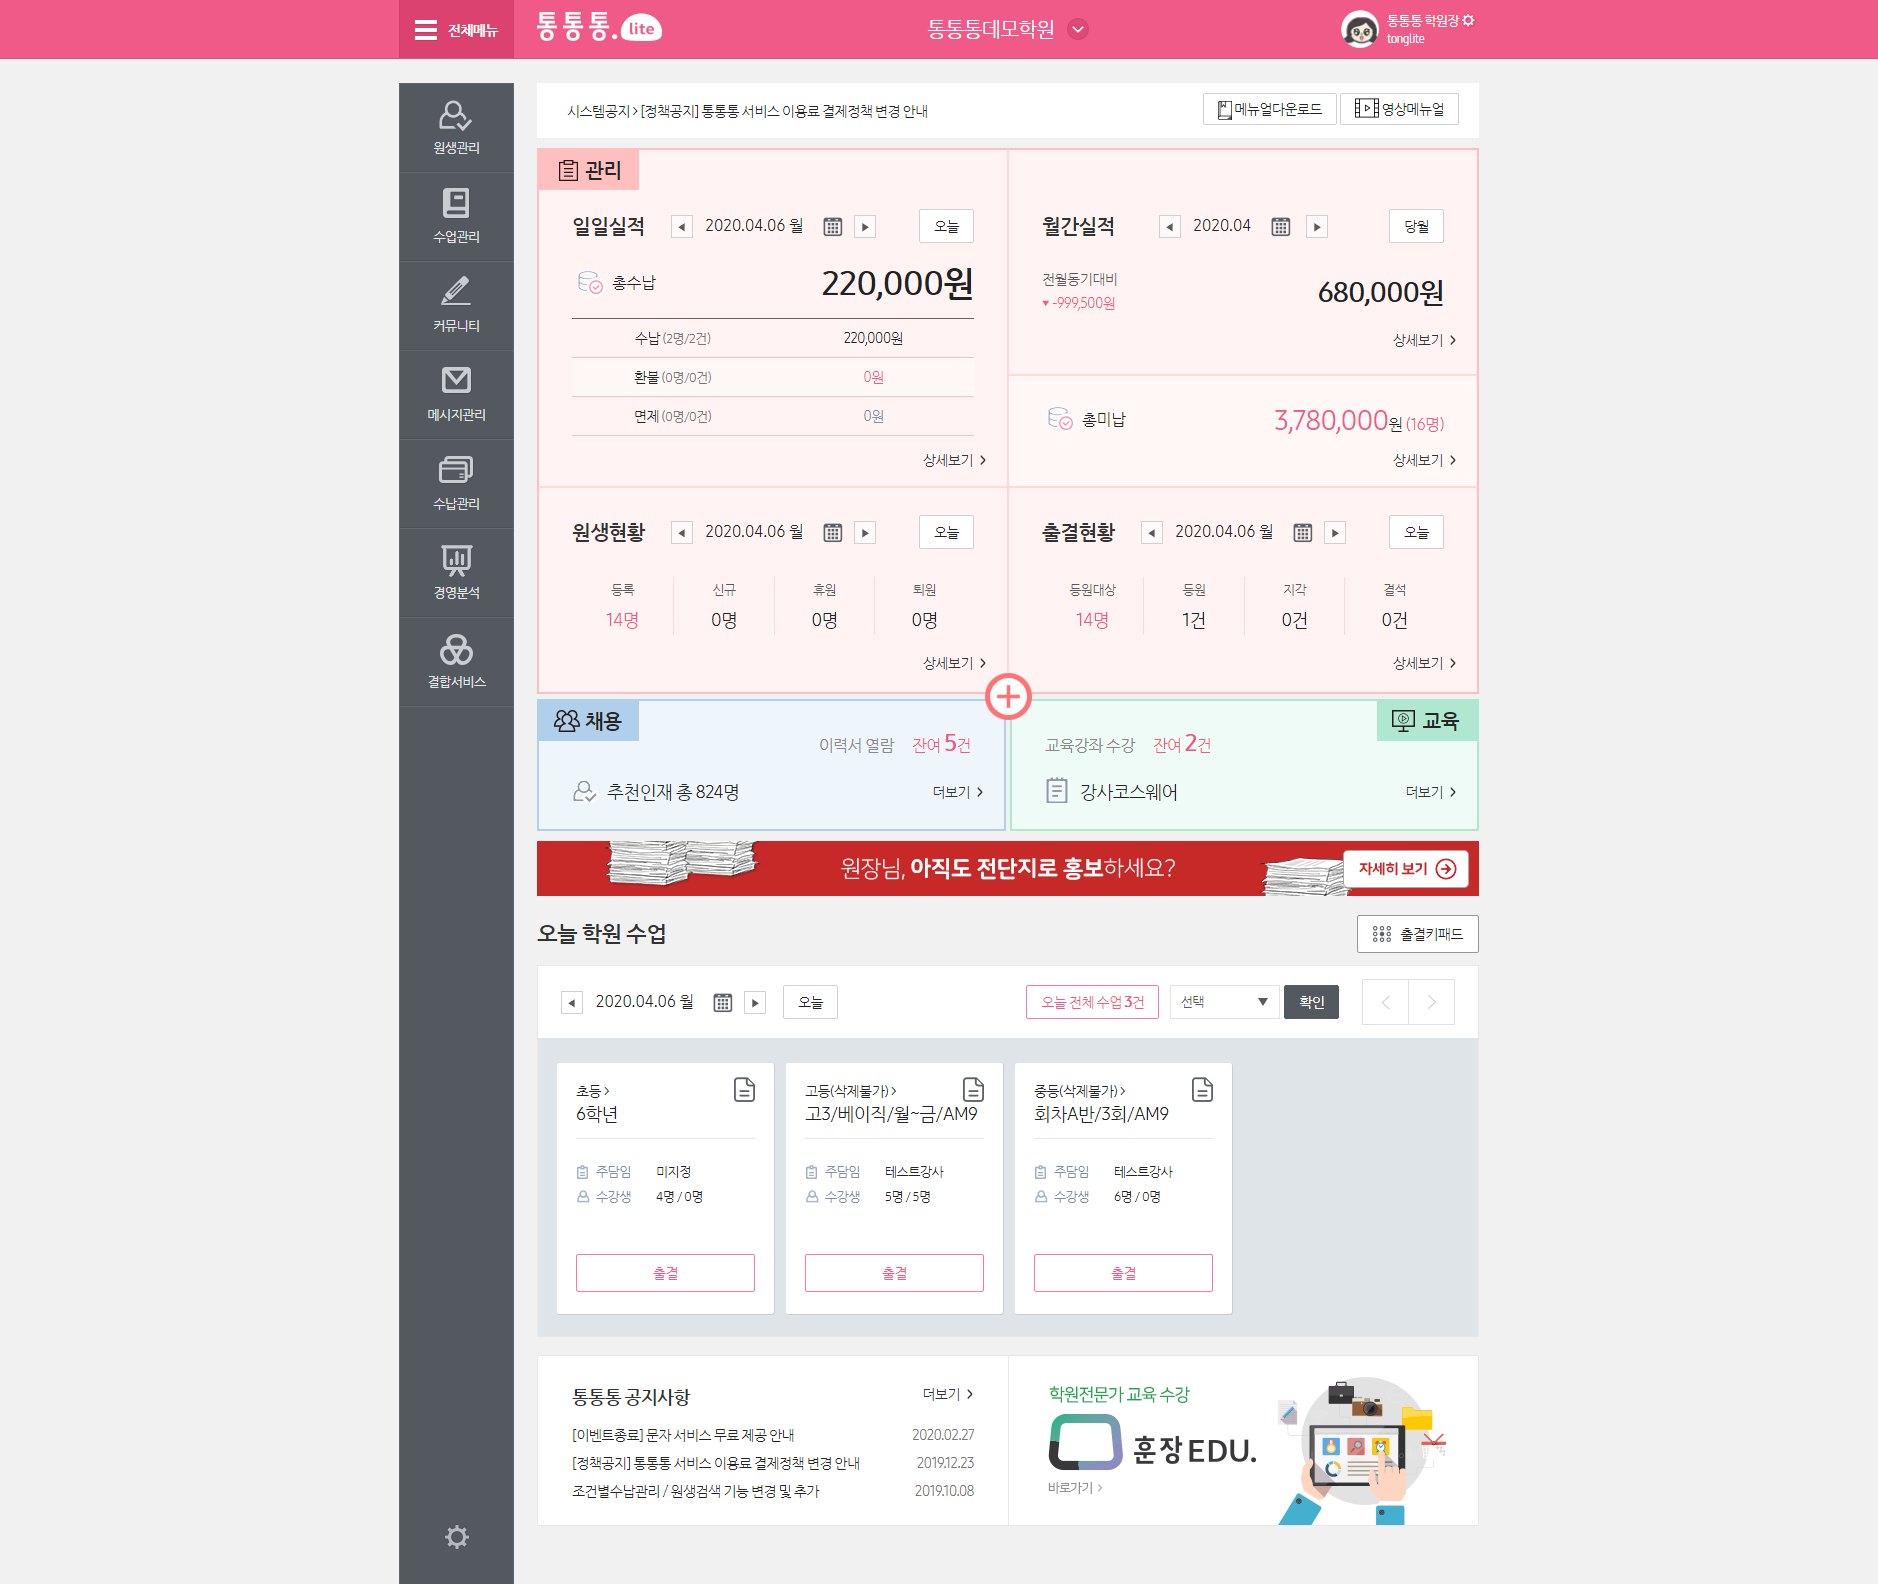 전체메뉴
통통통.lite
통통통데모학원
통통통 학원장
tonglite
원생관리
수업관리
커뮤니티
메시지관리
수납관리
경영분석
결합서비스
시스템공지 > [정책공지] 통통통 서비스 이용료 결제정책 변경 안내
메뉴얼다운로드
영상메뉴얼
관리
일일실적
2020.04.06 월
오늘
총수납
220,000원
수납 (2명/2건)
220,000원
환불 (0명/0건)
0원
면제 (0명/0건)
0원
상세보기 >
월간실적
2020.04
당월
전월동기대비
▼ -999,500원
680,000원
상세보기 >
총미납
3,780,000원 (16명)
상세보기 >
원생현황
2020.04.06 월
오늘
등록 신규 휴원 퇴원
14명 0명 0명 0명
상세보기 >
출결현황
2020.04.06 월
오늘
등원대상 등원 지각 결석
14명 1건 0건 0건
상세보기 >
채용
이력서 열람 잔여 5건
추천인재 총 824명
더보기 >
교육
교육강좌 수강 잔여 2건
강사코스웨어
더보기 >
원장님, 아직도 전단지로 홍보하세요?
자세히 보기
오늘 학원 수업
출결키패드
2020.04.06 월
오늘
오늘 전체 수업 3건
선택
확인
초등 >
6학년
주담임 미지정
수강생 4명 / 0명
출결
고등(삭제불가) >
고3/베이직/월~금/AM9
주담임 테스트강사
수강생 5명 / 5명
출결
중등(삭제불가) >
회차A반/3회/AM9
주담임 테스트강사
수강생 6명 / 0명
출결
통통통 공지사항
더보기 >
[이벤트종료] 문자 서비스 무료 제공 안내 2020.02.27
[정책공지] 통통통 서비스 이용료 결제정책 변경 안내 2019.12.23
조건별수납관리 / 원생검색 기능 변경 및 추가 2019.10.08
학원전문가 교육 수강
훈장EDU.
바로가기 >